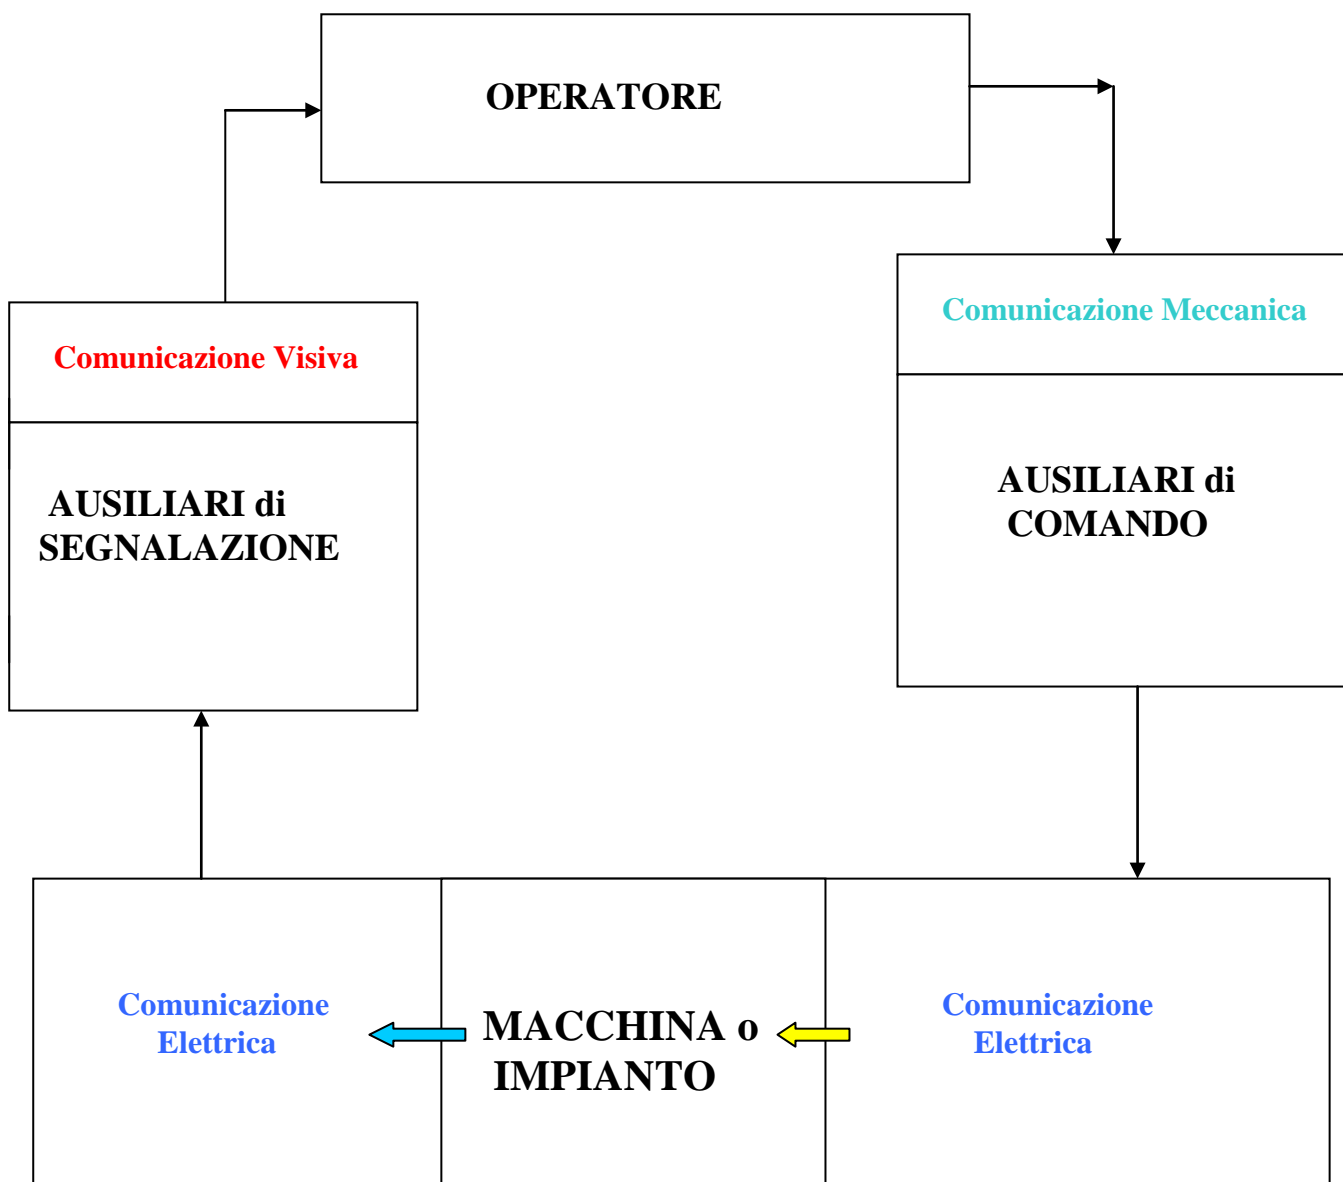 OPERATORE
Comunicazione Meccanica
Comunicazione Visiva
AUSILIARI di
COMANDO
AUSILIARI di
SEGNALAZIONE
Comunicazione
Elettrica
MACCHINA o
IMPIANTO
Comunicazione
Elettrica